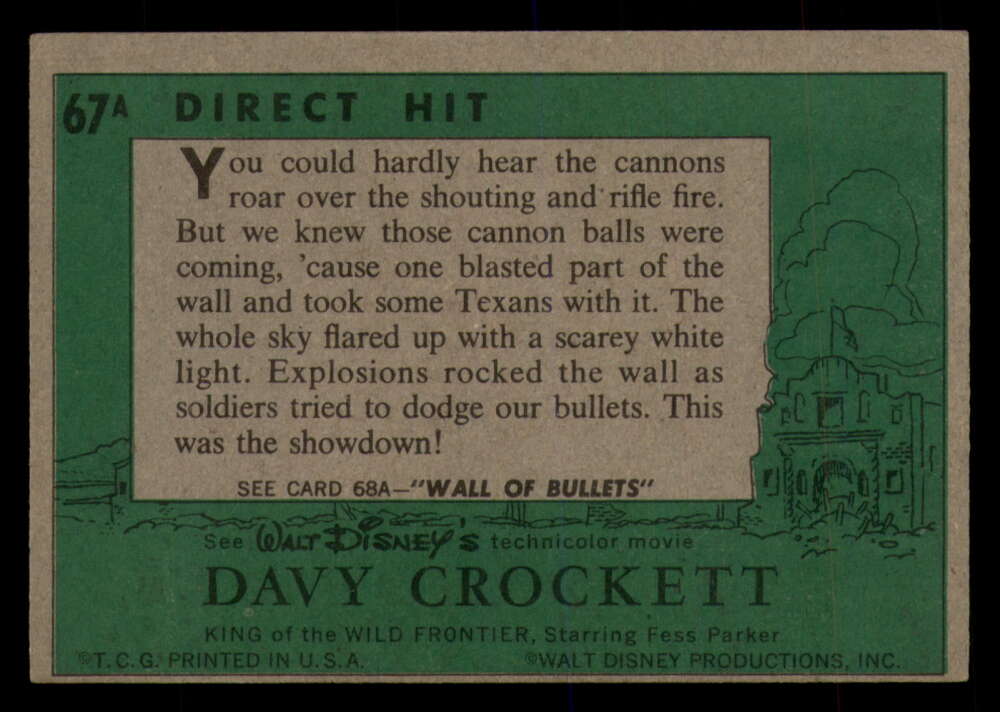 67A DIRECT HIT
You could hardly hear the cannons
roar over the shouting and rifle fire.
But we knew those cannon balls were
coming, ’cause one blasted part of the
wall and took some Texans with it. The
whole sky flared up with a scarey white
light. Explosions rocked the wall as
soldiers tried to dodge our bullets. This
was the showdown!
SEE CARD 68A—"WALL OF BULLETS"
See WALT DISNEY'S technicolor movie
DAVY CROCKETT
KING of the WILD FRONTIER, Starring Fess Parker
©T.C.G. PRINTED IN U.S.A. ©WALT DISNEY PRODUCTIONS, INC.